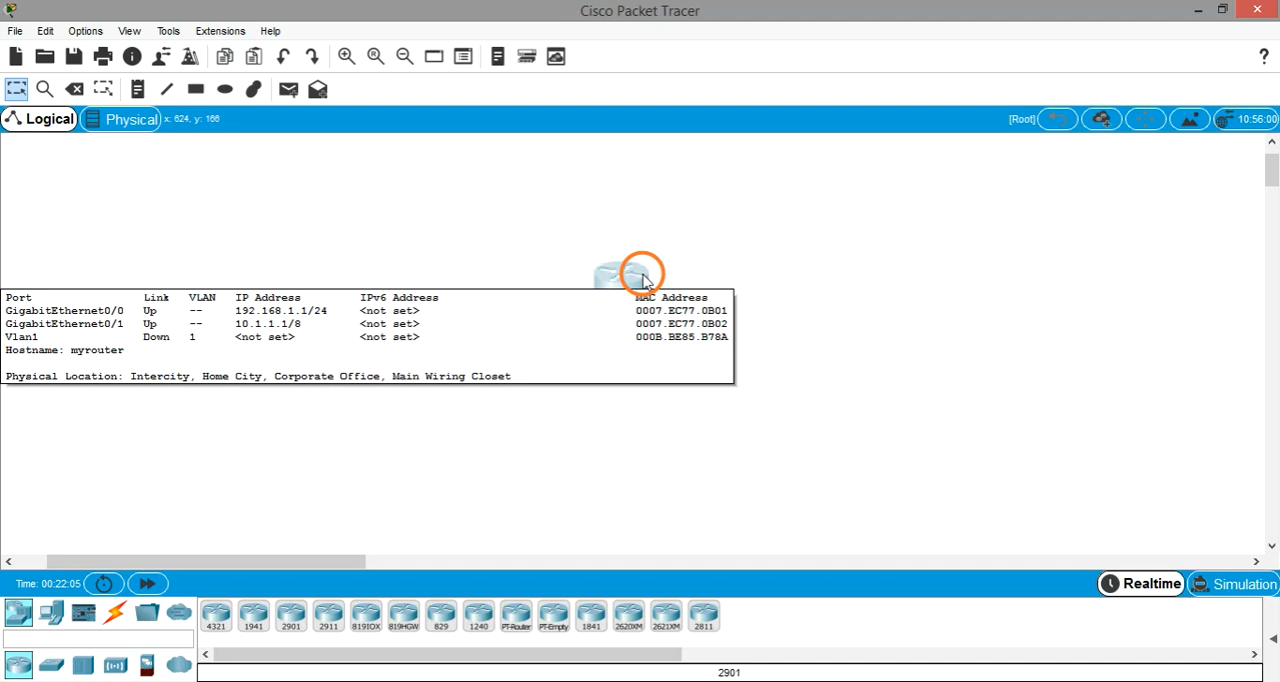 Cisco Packet Tracer
File Edit Options View Tools Extensions Help
?
Logical Physical x: 624, y: 166 [Root] 10:56:00
Port Link VLAN IP Address IPv6 Address MAC Address
GigabitEthernet0/0 Up -- 192.168.1.1/24 <not set> 0007.EC77.0B01
GigabitEthernet0/1 Up -- 10.1.1.1/8 <not set> 0007.EC77.0B02
Vlan1 Down 1 <not set> <not set> 000B.BE85.B78A
Hostname: myrouter
Physical Location: Intercity, Home City, Corporate Office, Main Wiring Closet
Time: 00:22:05 Realtime Simulation
4321 1941 2901 2911 819IOX 819HGW 829 1240 PT-Router PT-Empty 1841 2620XM 2621XM 2811
2901